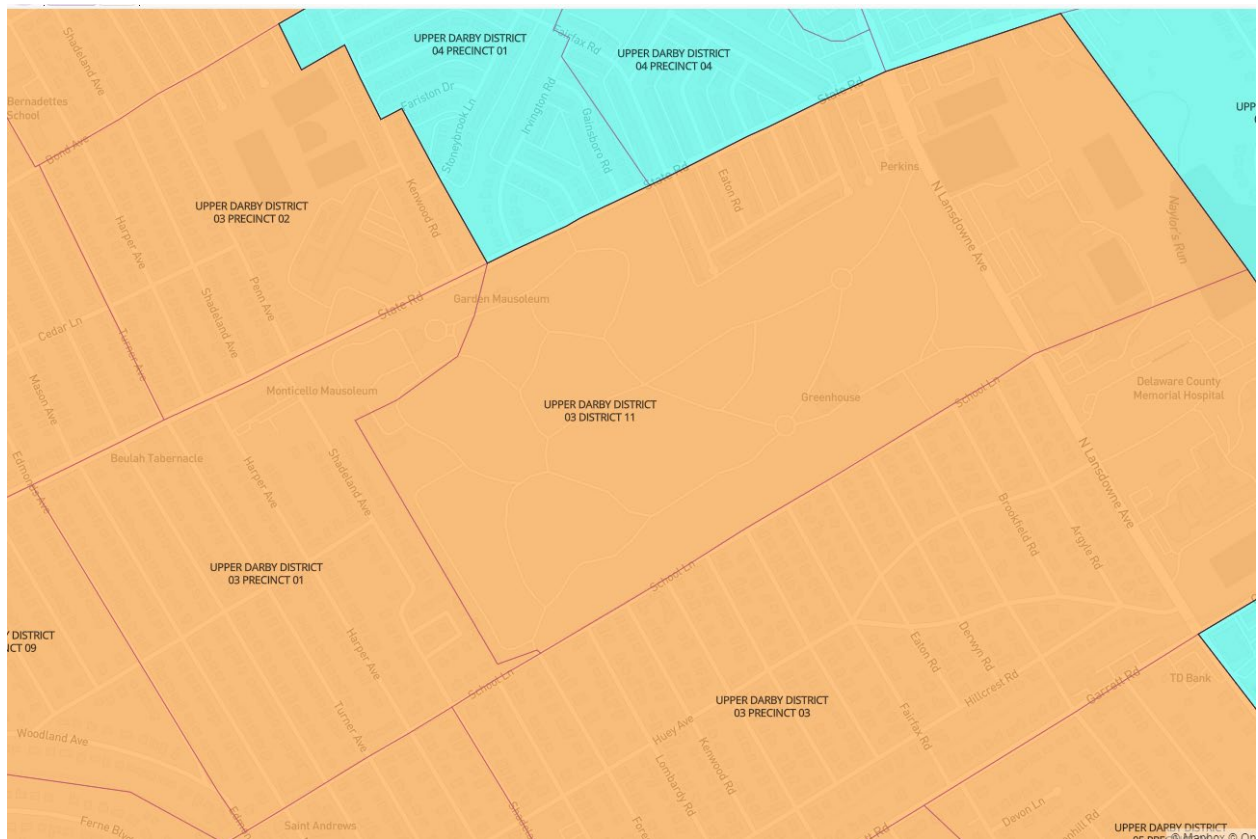 Shadeland Ave
Fairfax Rd
UPPER DARBY DISTRICT
04 PRECINCT 01
UPPER DARBY DISTRICT
04 PRECINCT 04
Fariston Dr
Stoneybrook Ln
Irvington Rd
Gainsboro Rd
State Rd
Bernadettes
School
UPP
Bond Ave
Perkins
State Rd
Eaton Rd
N Lansdowne Ave
Naylor's Run
Kenwood Rd
UPPER DARBY DISTRICT
03 PRECINCT 02
Harper Ave
Penn Ave
Shadeland Ave
State Rd
Garden Mausoleum
Cedar Ln
Turner Ave
Mason Ave
Monticello Mausoleum
UPPER DARBY DISTRICT
03 DISTRICT 11
Greenhouse
School Ln
Delaware County
Memorial Hospital
Beulah Tabernacle
Edmonds Ave
Harper Ave
Shadeland Ave
N Lansdowne Ave
Brookfield Rd
Argyle Rd
UPPER DARBY DISTRICT
03 PRECINCT 01
School Ln
Y DISTRICT
NCT 09
Harper Ave
Eaton Rd
Derwyn Rd
School Ln
Hillcrest Rd
Garrett Rd
TD Bank
UPPER DARBY DISTRICT
03 PRECINCT 03
Turner Ave
Fairfax Rd
Huey Ave
Kenwood Rd
Lombardy Rd
Woodland Ave
Devon Ln
Saint Andrews
UPPER DARBY DISTRICT
© Mapbox